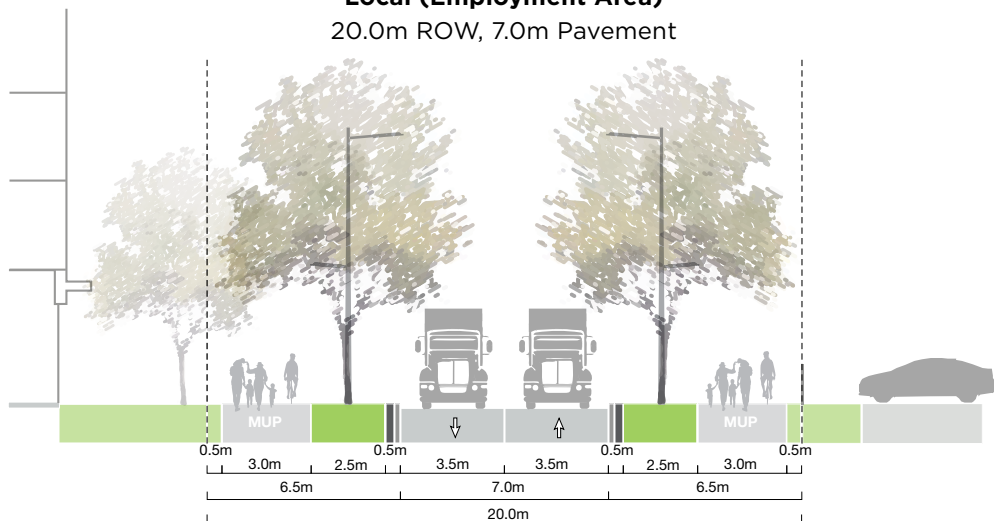 Local (Employment Area)
20.0m ROW, 7.0m Pavement
MUP MUP
0.5m 0.5m 0.5m 0.5m
3.0m 2.5m 3.5m 3.5m 2.5m 3.0m
6.5m 7.0m 6.5m
20.0m